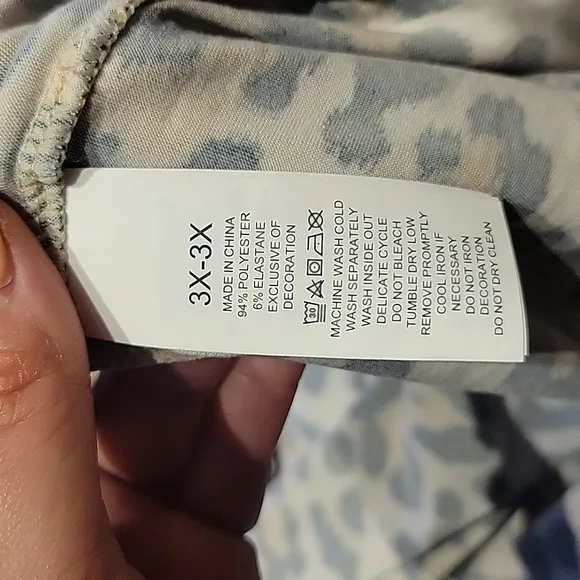 3X-3X
MADE IN CHINA
94% POLYESTER
6% ELASTANE
EXCLUSIVE OF
DECORATION
30
MACHINE WASH COLD
WASH SEPARATELY
WASH INSIDE OUT
DELICATE CYCLE
DO NOT BLEACH
TUMBLE DRY LOW
REMOVE PROMPTLY
COOL IRON IF
NECESSARY
DO NOT IRON
DECORATION
DO NOT DRY CLEAN